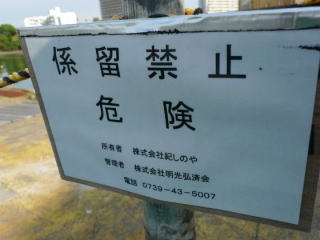 係留禁止
危険
所有者 株式会社紀しのや
管理者 株式会社明光弘済会
電話 0739-43-5007